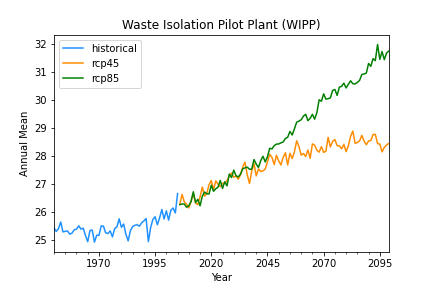 Waste Isolation Pilot Plant (WIPP)
historical
rcp45
rcp85
Annual Mean
32
31
30
29
28
27
26
25
1970
1995
2020
2045
2070
2095
Year